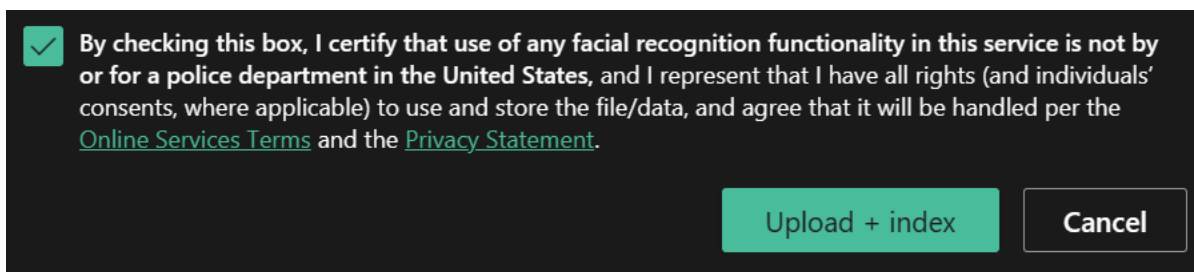 By checking this box, I certify that use of any facial recognition functionality in this service is not by
or for a police department in the United States, and I represent that I have all rights (and individuals’
consents, where applicable) to use and store the file/data, and agree that it will be handled per the
Online Services Terms and the Privacy Statement.
Upload + index Cancel